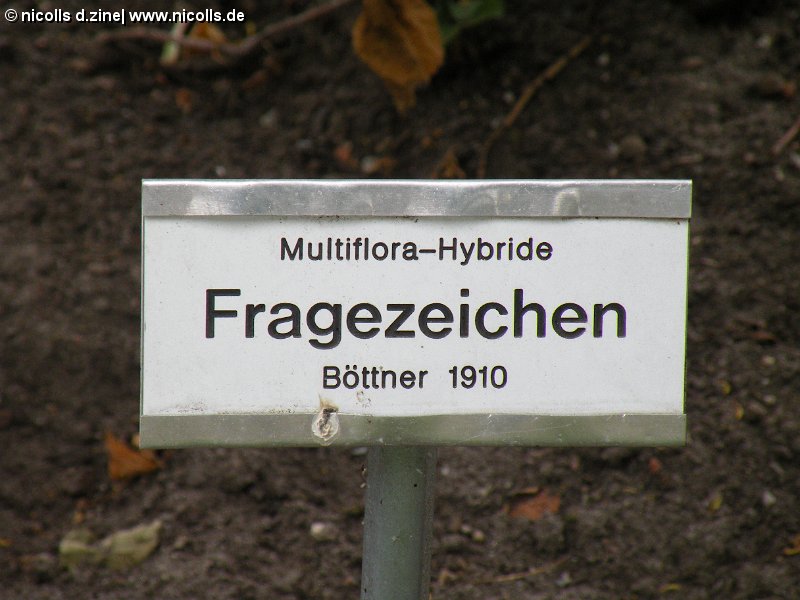 © nicolls d.zine| www.nicolls.de
Multiflora–Hybride
Fragezeichen
Böttner 1910